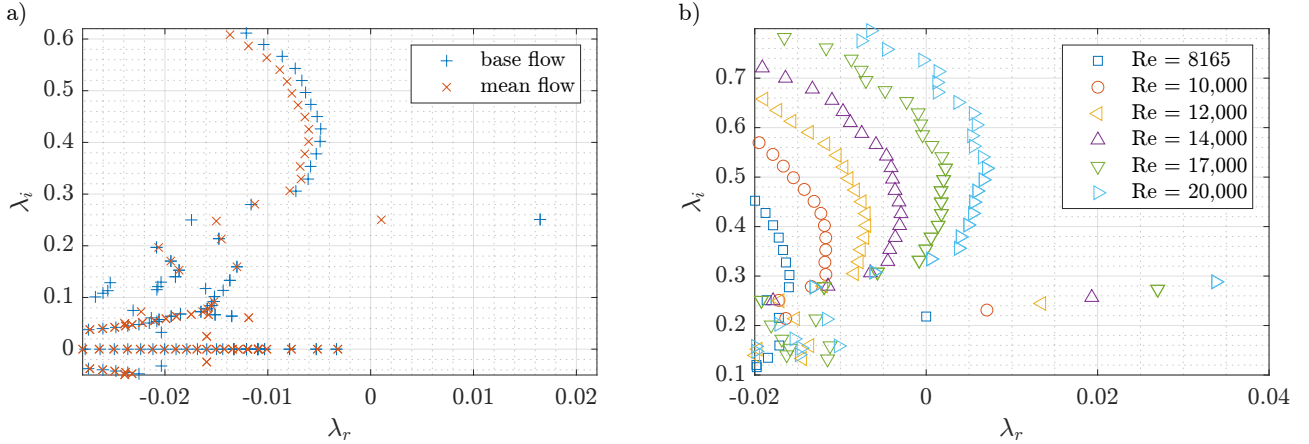 a)
0.6
0.5
0.4
0.3
0.2
0.1
0
λi
-0.02
-0.01
0
0.01
0.02
λr
base flow
mean flow
b)
0.7
0.6
0.5
0.4
0.3
0.2
0.1
λi
-0.02
0
0.02
0.04
λr
Re = 8165
Re = 10,000
Re = 12,000
Re = 14,000
Re = 17,000
Re = 20,000